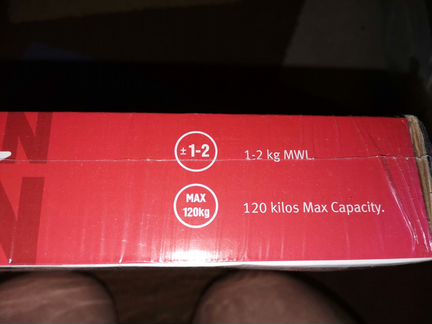 ± 1-2
1-2 kg MWL.
MAX
120kg
120 kilos Max Capacity.